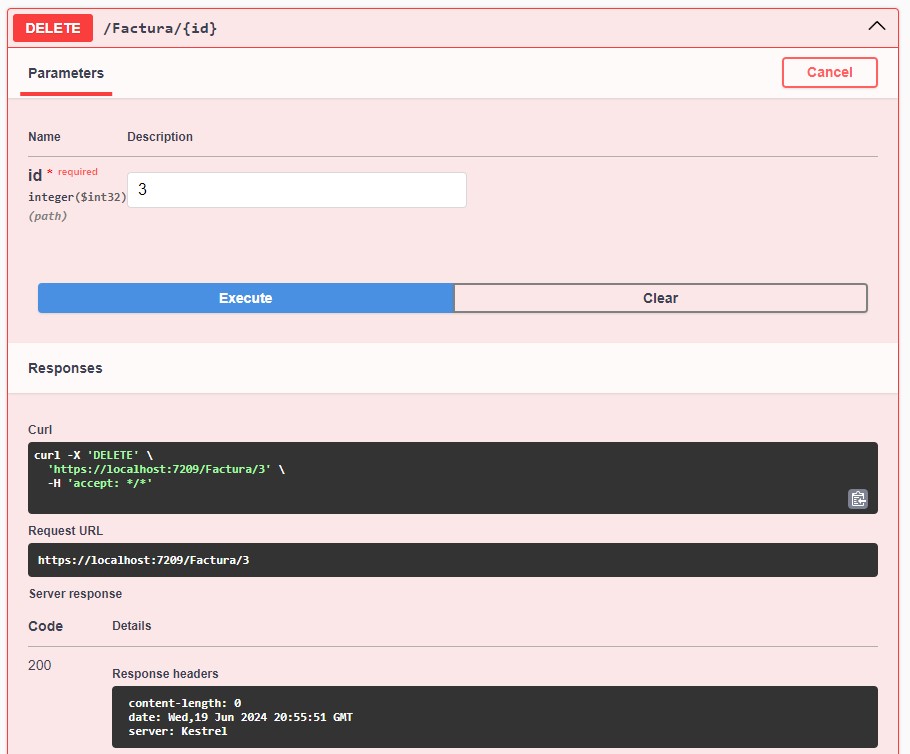 DELETE /Factura/{id}
Parameters
Cancel
Name Description
id * required
integer($int32)
(path)
3
Execute Clear
Responses
Curl
curl -X 'DELETE' \
  'https://localhost:7209/Factura/3' \
  -H 'accept: */*'
Request URL
https://localhost:7209/Factura/3
Server response
Code Details
200
Response headers
content-length: 0
date: Wed,19 Jun 2024 20:55:51 GMT
server: Kestrel